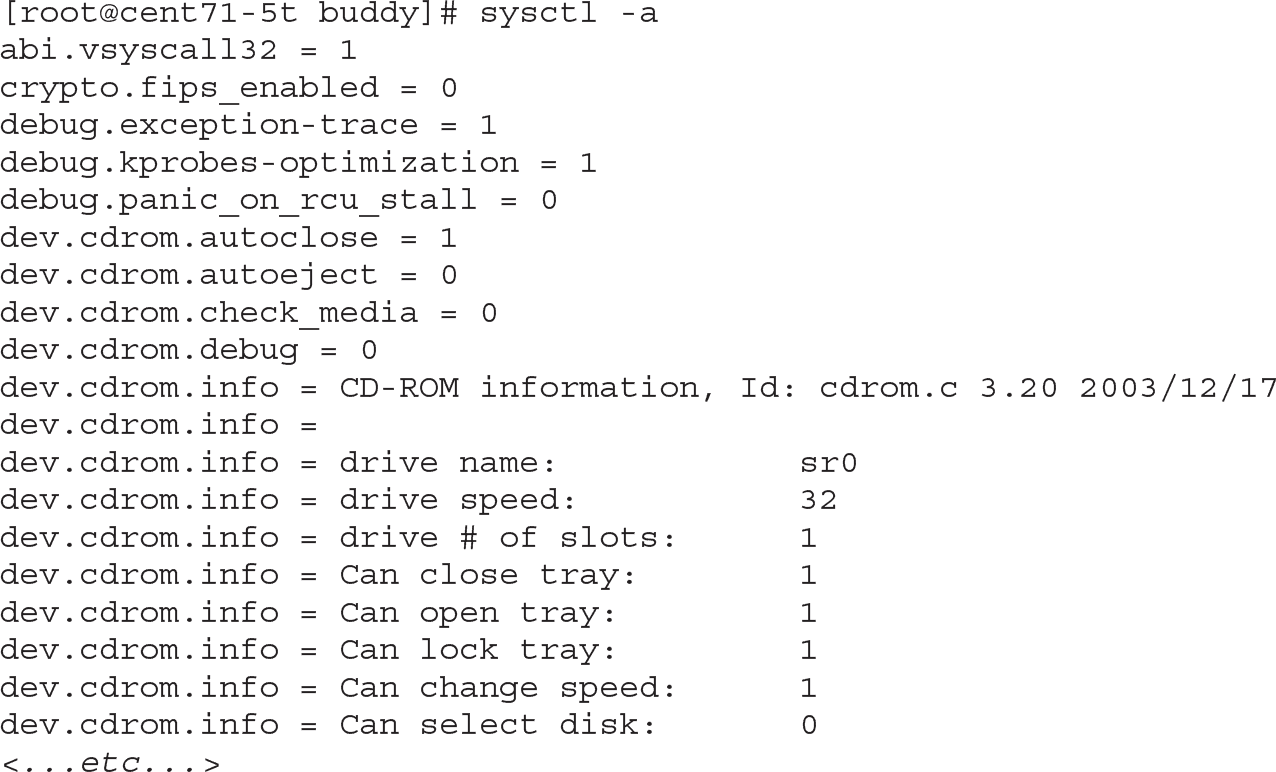 [root@cent71-5t buddy]# sysctl -a
abi.vsyscall32 = 1
crypto.fips_enabled = 0
debug.exception-trace = 1
debug.kprobes-optimization = 1
debug.panic_on_rcu_stall = 0
dev.cdrom.autoclose = 1
dev.cdrom.autoeject = 0
dev.cdrom.check_media = 0
dev.cdrom.debug = 0
dev.cdrom.info = CD-ROM information, Id: cdrom.c 3.20 2003/12/17
dev.cdrom.info =
dev.cdrom.info = drive name:            sr0
dev.cdrom.info = drive speed:           32
dev.cdrom.info = drive # of slots:      1
dev.cdrom.info = Can close tray:        1
dev.cdrom.info = Can open tray:         1
dev.cdrom.info = Can lock tray:         1
dev.cdrom.info = Can change speed:      1
dev.cdrom.info = Can select disk:       0
<...etc...>